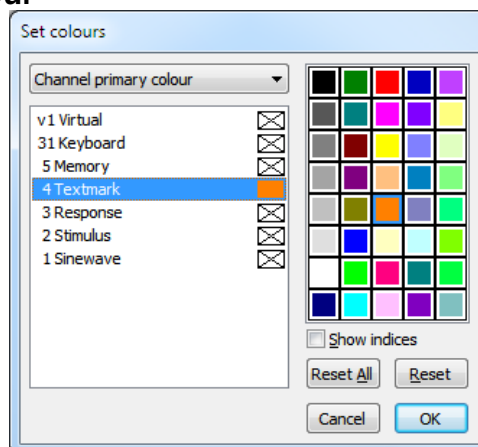 Set colours
Channel primary colour
v1 Virtual
31 Keyboard
5 Memory
4 Textmark
3 Response
2 Stimulus
1 Sinewave
Show indices
Reset All Reset
Cancel OK